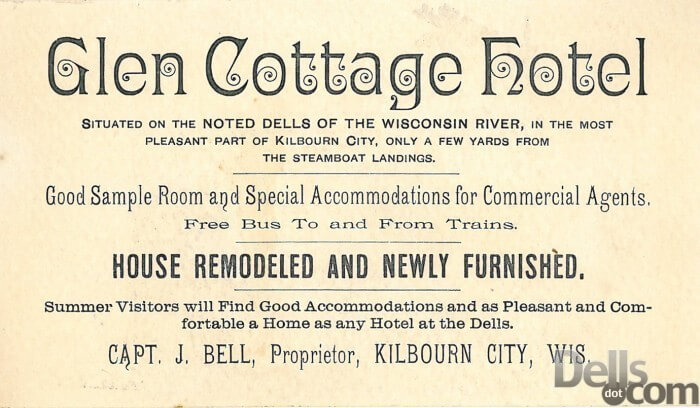 Glen Cottage Hotel
SITUATED ON THE NOTED DELLS OF THE WISCONSIN RIVER, IN THE MOST
PLEASANT PART OF KILBOURN CITY, ONLY A FEW YARDS FROM
THE STEAMBOAT LANDINGS.
Good Sample Room and Special Accommodations for Commercial Agents.
Free Bus To and From Trains.
HOUSE REMODELED AND NEWLY FURNISHED.
Summer Visitors will Find Good Accommodations and as Pleasant and Com-
fortable a Home as any Hotel at the Dells.
CAPT. J. BELL, Proprietor, KILBOURN CITY, WIS.
Dells
dot com